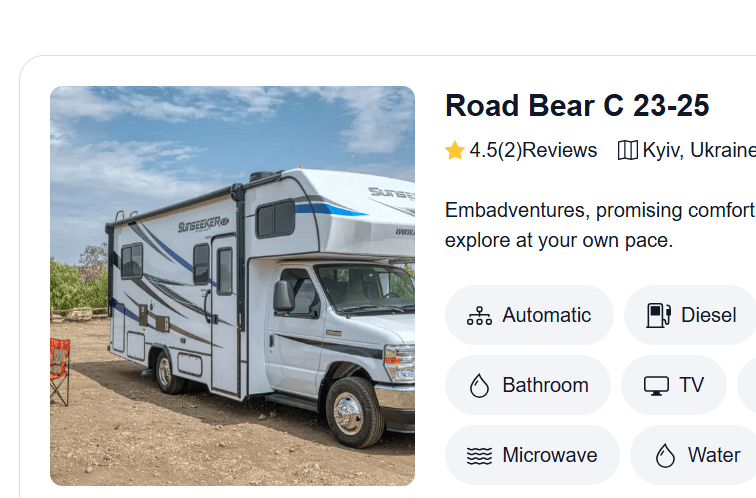 Road Bear C 23-25
4.5(2)Reviews Kyiv, Ukraine
Embadventures, promising comfort
explore at your own pace.
Automatic Diesel
Bathroom TV
Microwave Water
SUNSEEKER
SUNSEEKER
www.